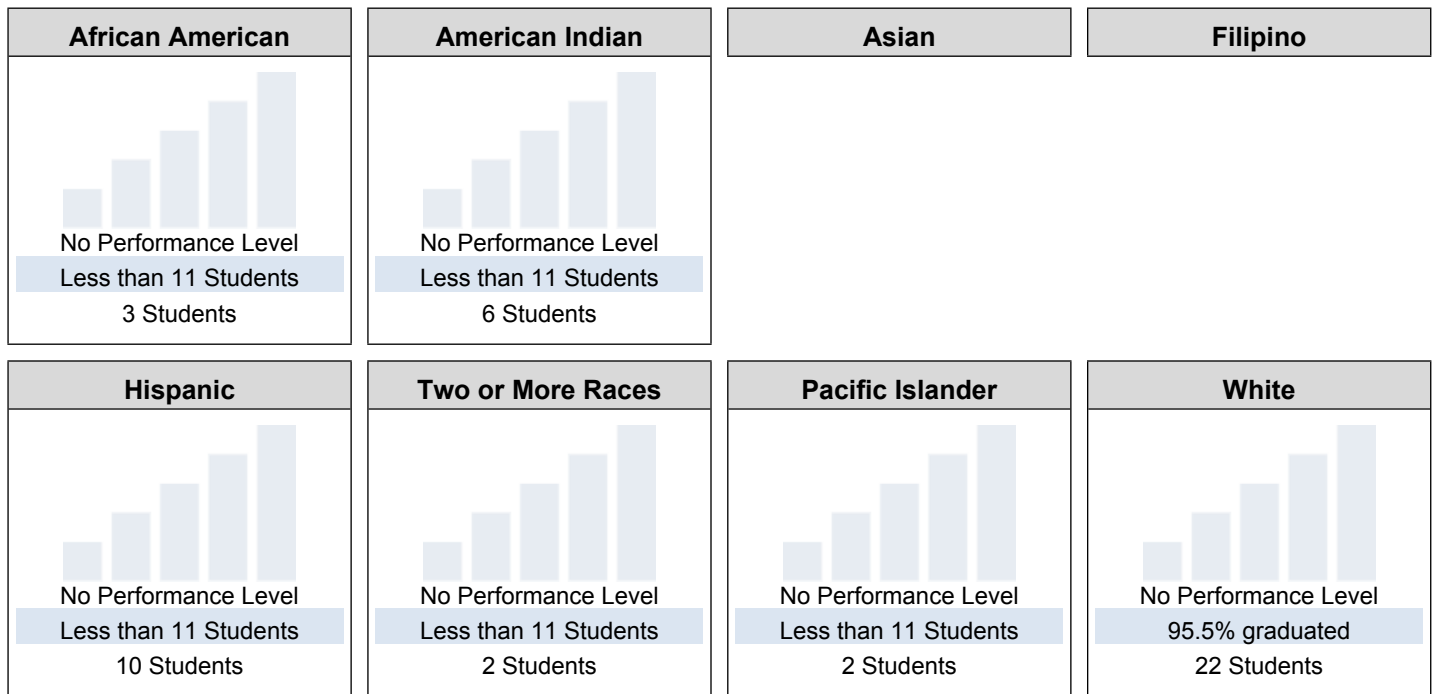 African American
No Performance Level
Less than 11 Students
3 Students
American Indian
No Performance Level
Less than 11 Students
6 Students
Asian
Filipino
Hispanic
No Performance Level
Less than 11 Students
10 Students
Two or More Races
No Performance Level
Less than 11 Students
2 Students
Pacific Islander
No Performance Level
Less than 11 Students
2 Students
White
No Performance Level
95.5% graduated
22 Students